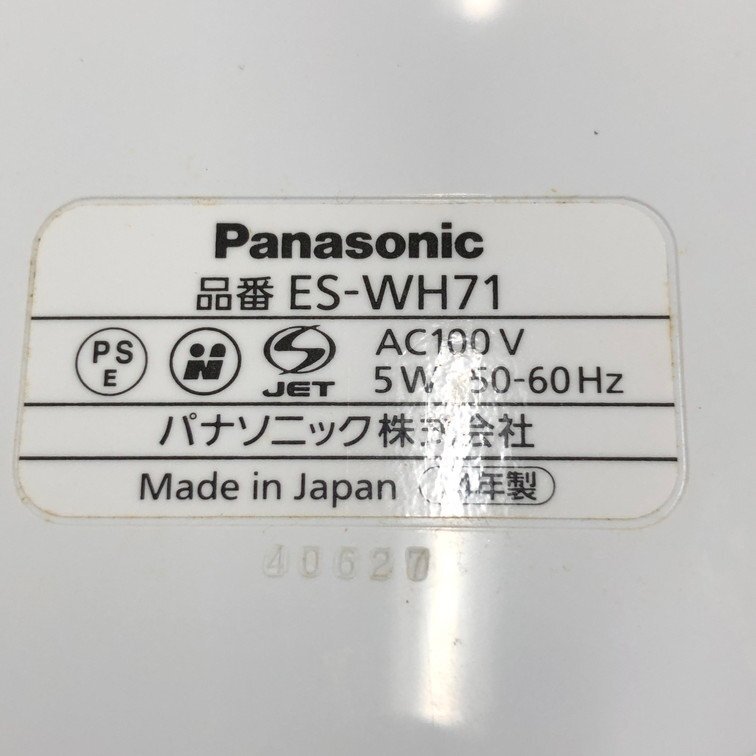 Panasonic
品番 ES-WH71
PS
E
N
JET
AC100V
5W 50-60Hz
パナソニック株式会社
Made in Japan 年製
40627